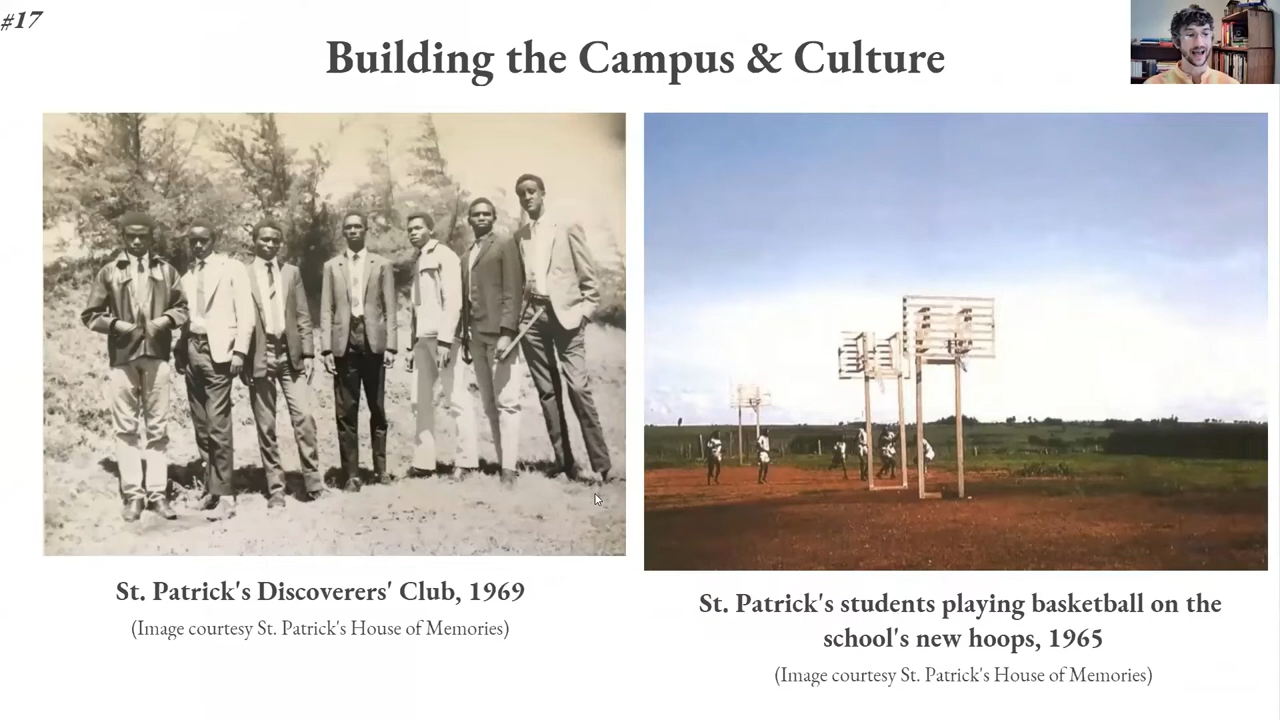 #17
Building the Campus & Culture
St. Patrick's Discoverers' Club, 1969
(Image courtesy St. Patrick's House of Memories)
St. Patrick's students playing basketball on the
school's new hoops, 1965
(Image courtesy St. Patrick's House of Memories)